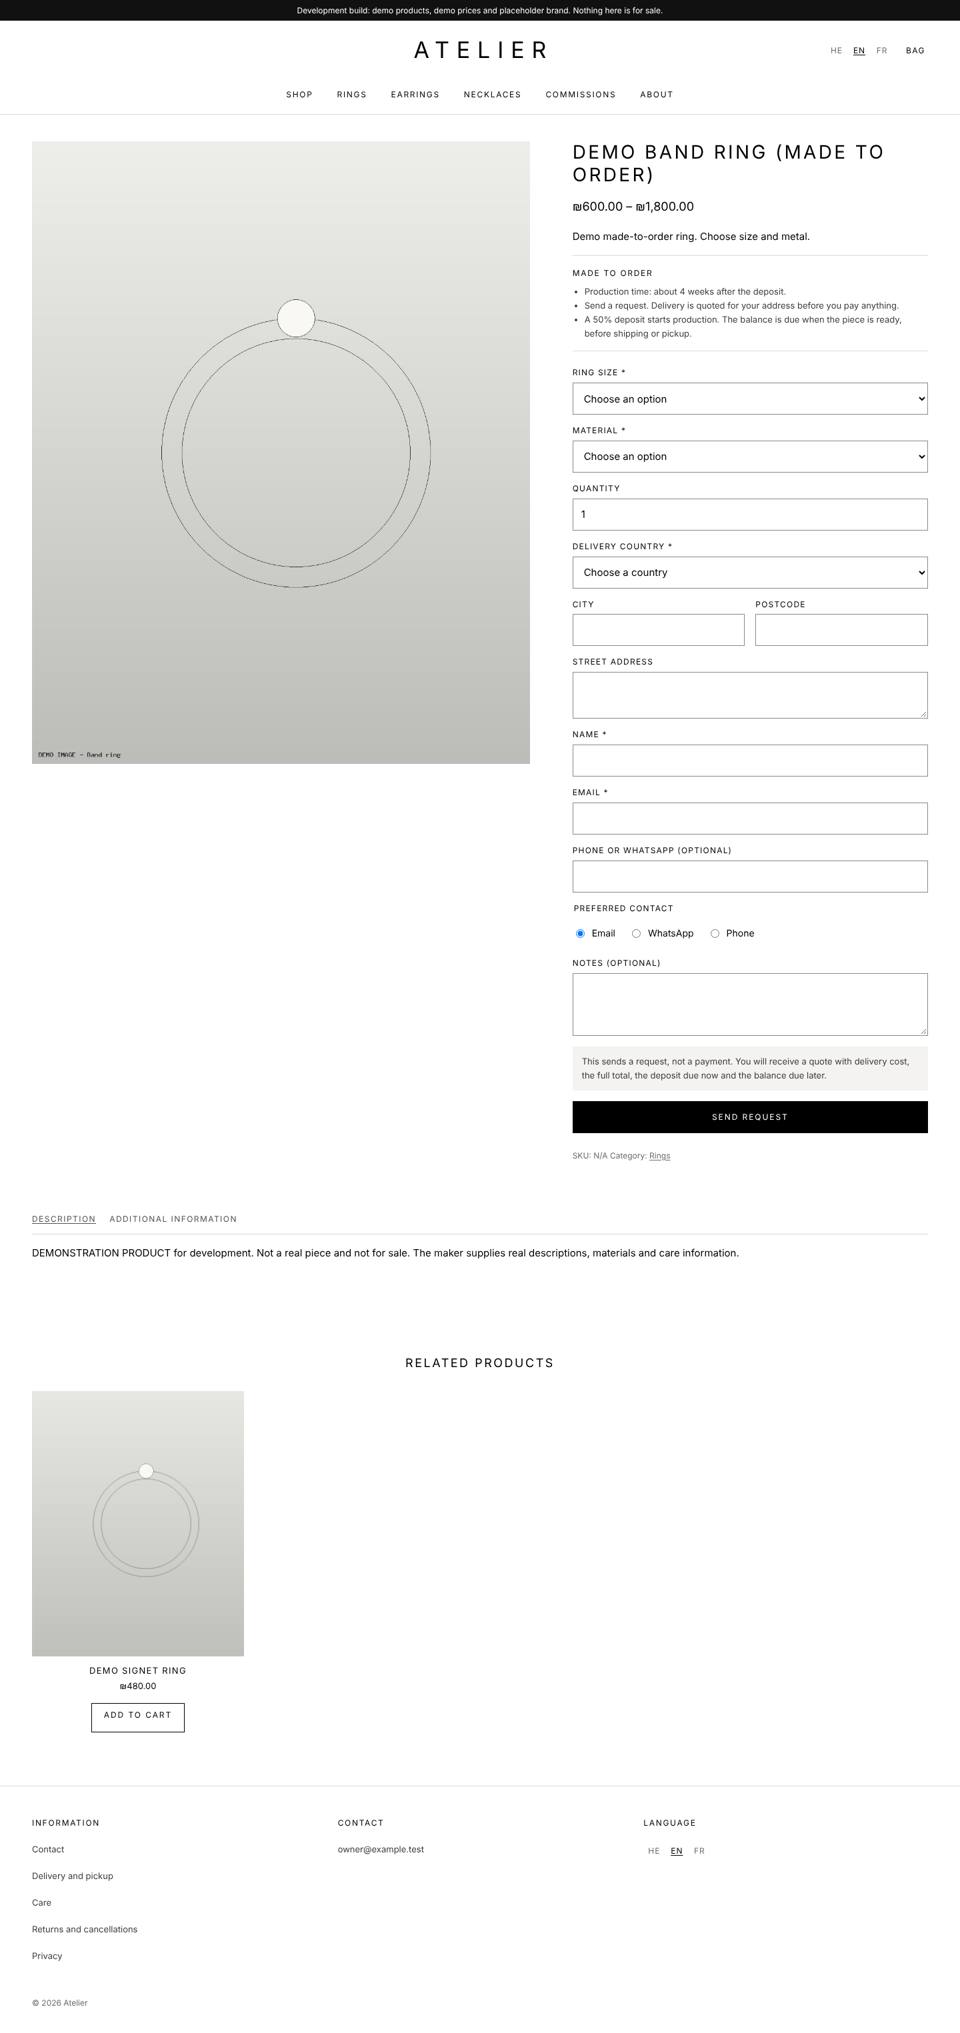 Development build: demo products, demo prices and placeholder brand. Nothing here is for sale.
ATELIER
HE EN FR BAG
SHOP RINGS EARRINGS NECKLACES COMMISSIONS ABOUT
DEMO BAND RING (MADE TO
ORDER)
₪600.00 – ₪1,800.00
Demo made-to-order ring. Choose size and metal.
MADE TO ORDER
• Production time: about 4 weeks after the deposit.
• Send a request. Delivery is quoted for your address before you pay anything.
• A 50% deposit starts production. The balance is due when the piece is ready,
before shipping or pickup.
RING SIZE *
Choose an option
MATERIAL *
Choose an option
QUANTITY
1
DELIVERY COUNTRY *
Choose a country
CITY POSTCODE
STREET ADDRESS
NAME *
EMAIL *
PHONE OR WHATSAPP (OPTIONAL)
PREFERRED CONTACT
Email WhatsApp Phone
NOTES (OPTIONAL)
This sends a request, not a payment. You will receive a quote with delivery cost,
the full total, the deposit due now and the balance due later.
SEND REQUEST
SKU: N/A Category: Rings
DEMO IMAGE - Band ring
DESCRIPTION ADDITIONAL INFORMATION
DEMONSTRATION PRODUCT for development. Not a real piece and not for sale. The maker supplies real descriptions, materials and care information.
RELATED PRODUCTS
DEMO SIGNET RING
₪480.00
ADD TO CART
INFORMATION
Contact
Delivery and pickup
Care
Returns and cancellations
Privacy
CONTACT
owner@example.test
LANGUAGE
HE EN FR
© 2026 Atelier